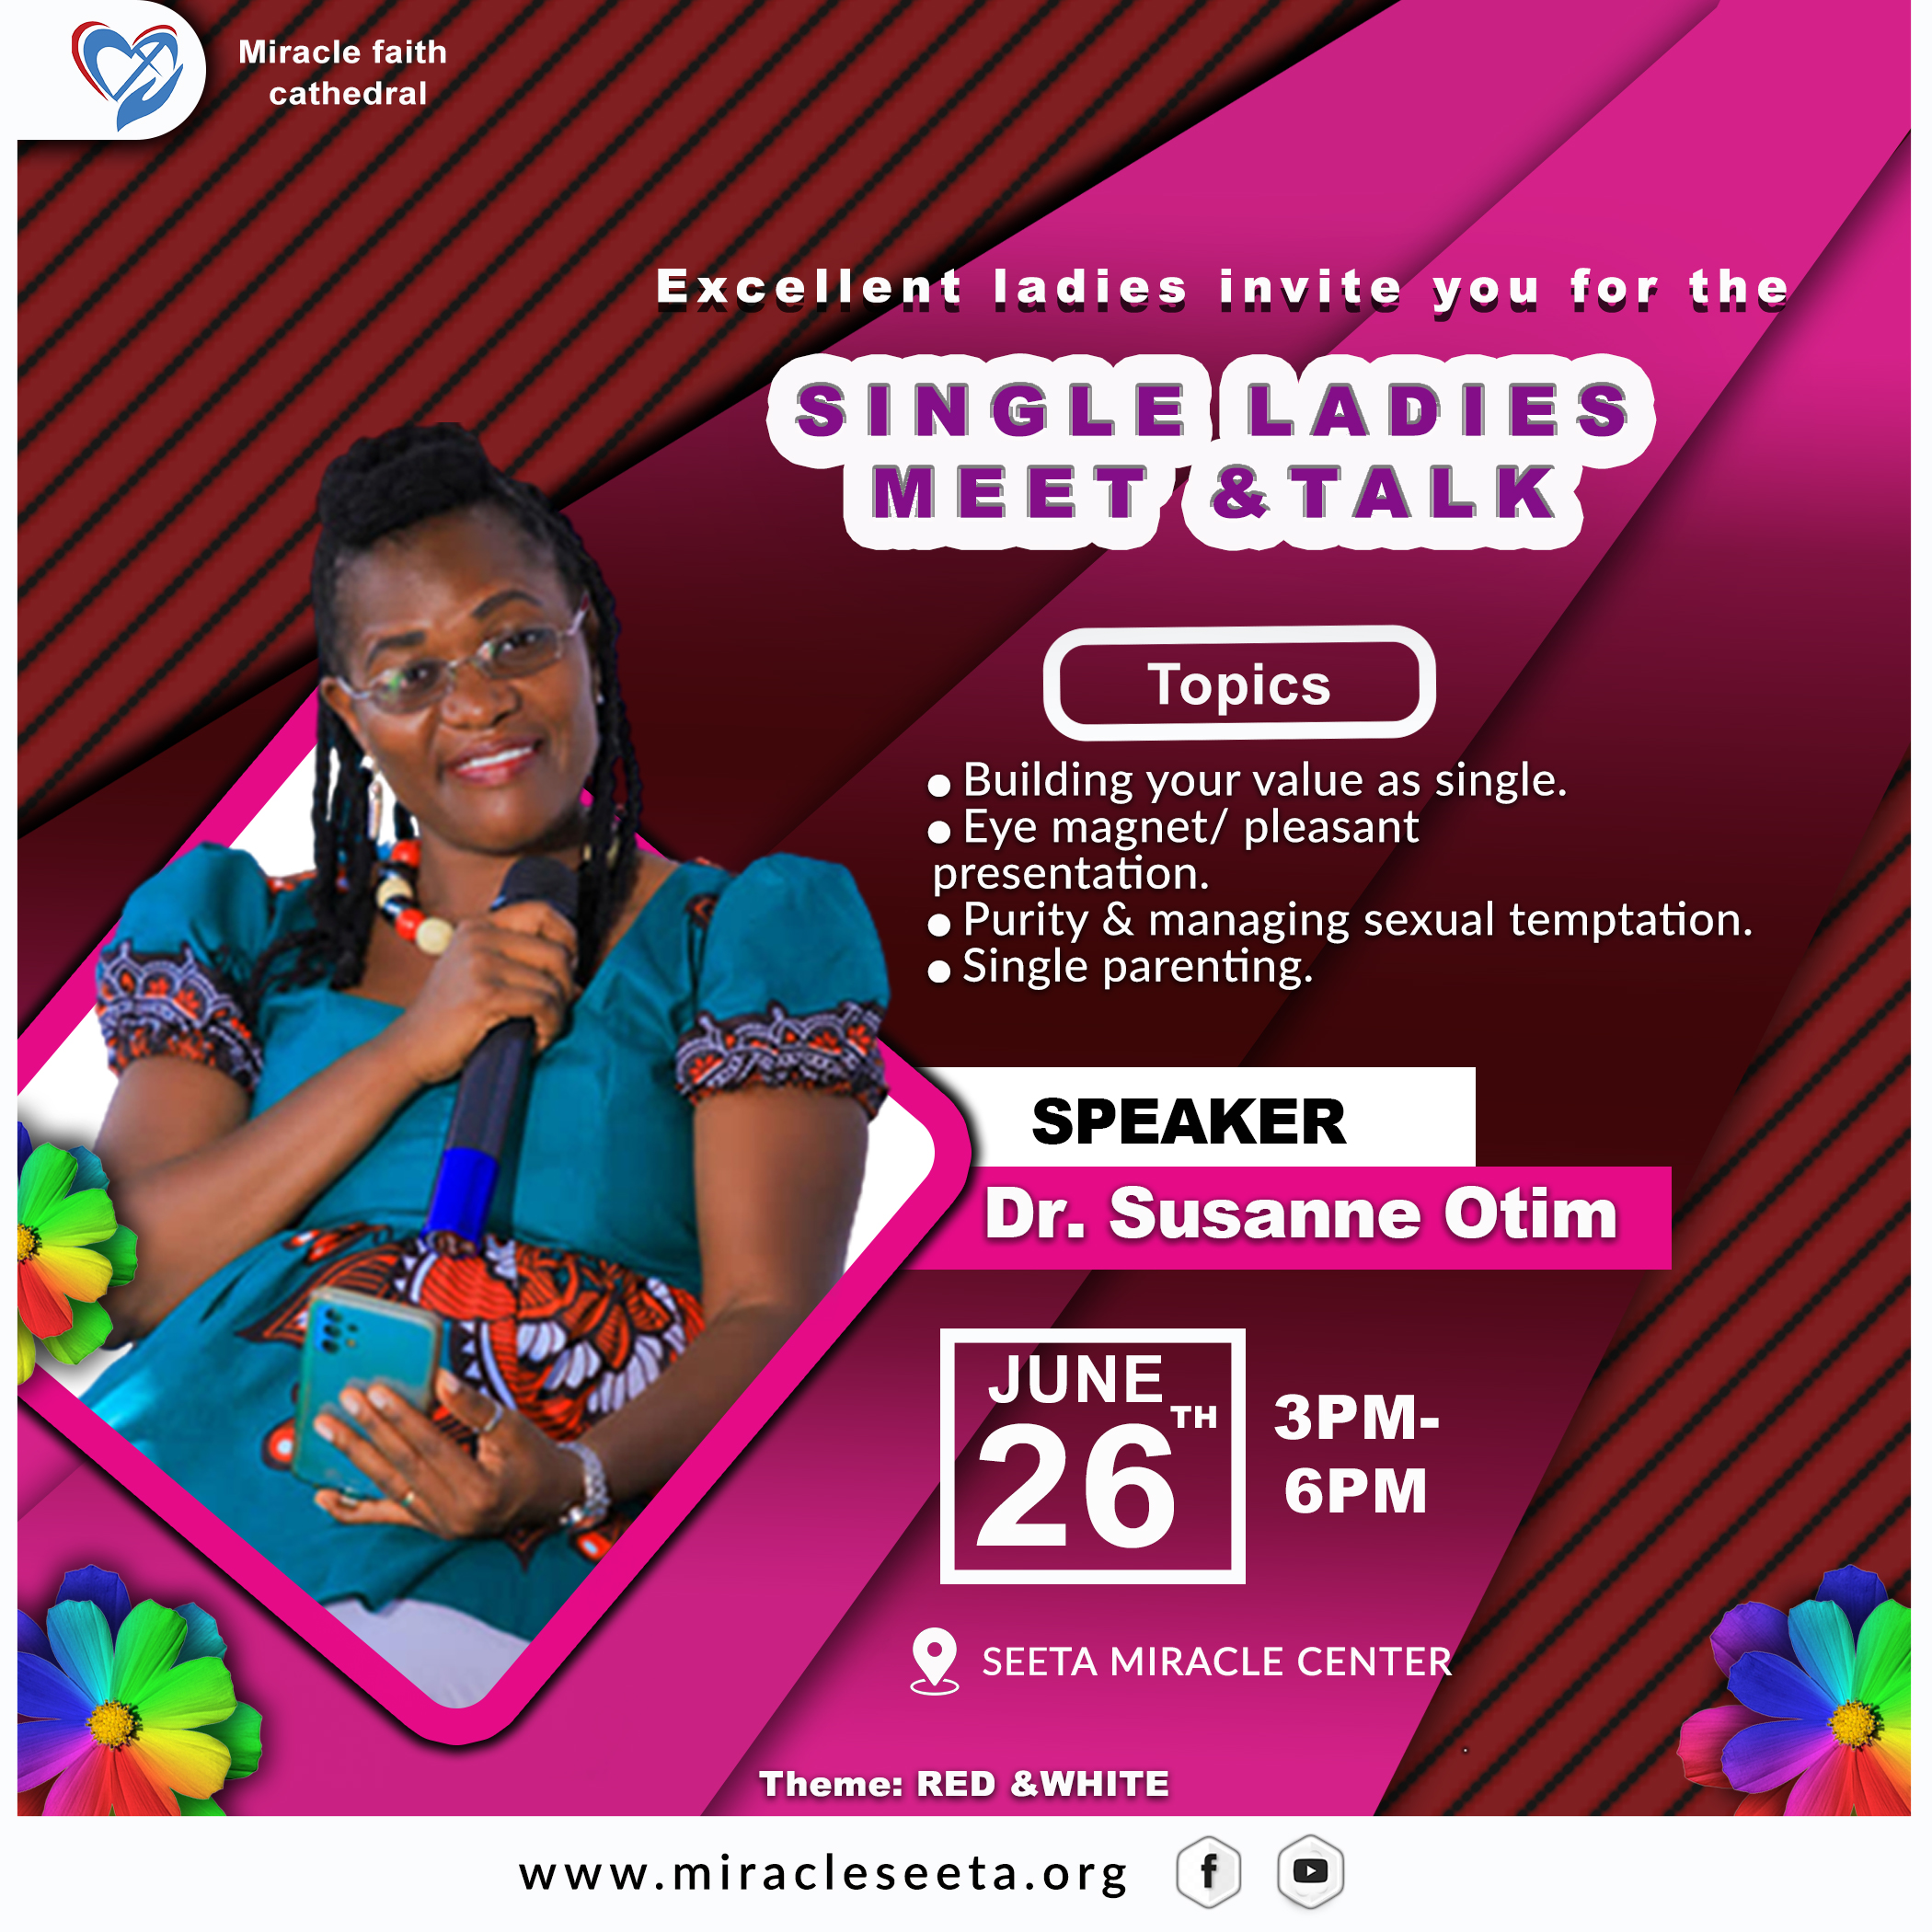 Miracle faith
cathedral
Excellent ladies invite you for the
SINGLE LADIES
MEET &TALK
Topics
● Building your value as single.
● Eye magnet/ pleasant
presentation.
● Purity & managing sexual temptation.
● Single parenting.
SPEAKER
Dr. Susanne Otim
JUNE
26TH
3PM-
6PM
SEETA MIRACLE CENTER
Theme: RED &WHITE
www.miracleseeta.org